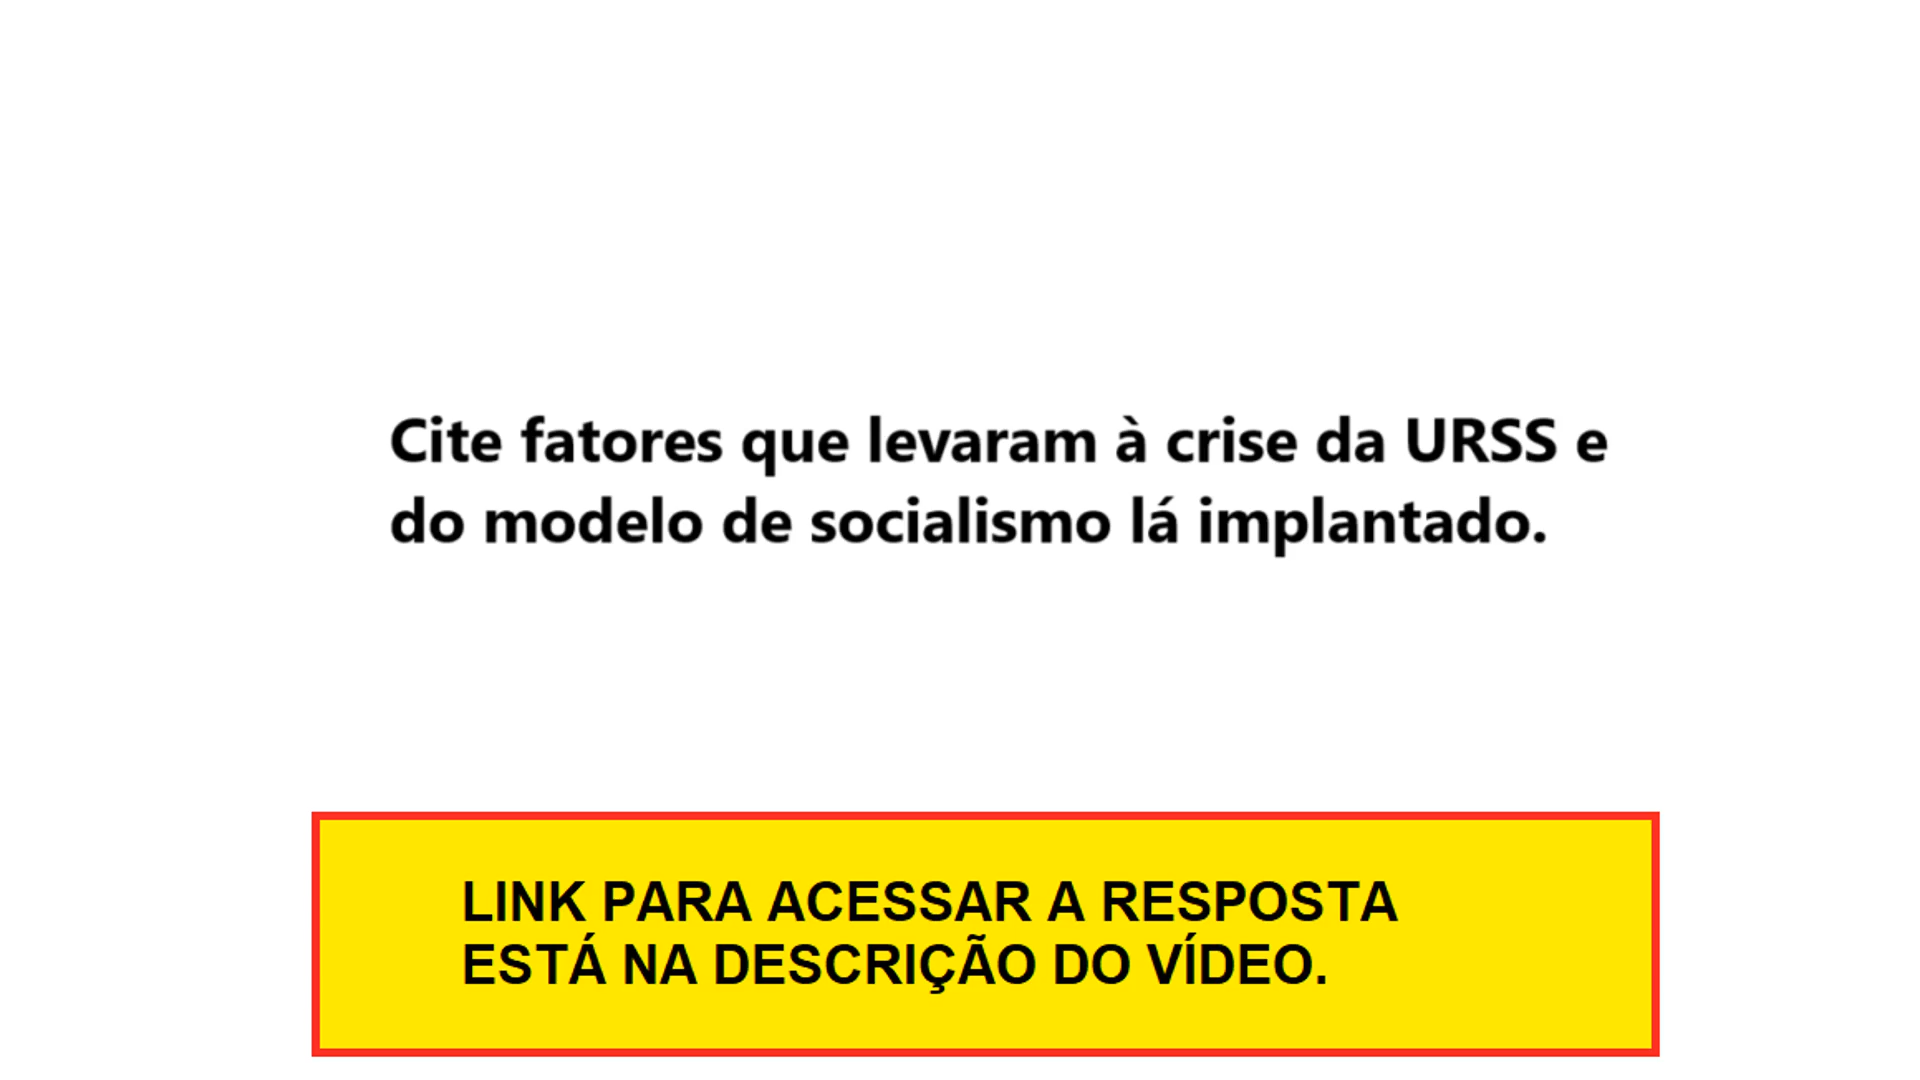 Cite fatores que levaram à crise da URSS e
do modelo de socialismo lá implantado.
LINK PARA ACESSAR A RESPOSTA
ESTÁ NA DESCRIÇÃO DO VÍDEO.